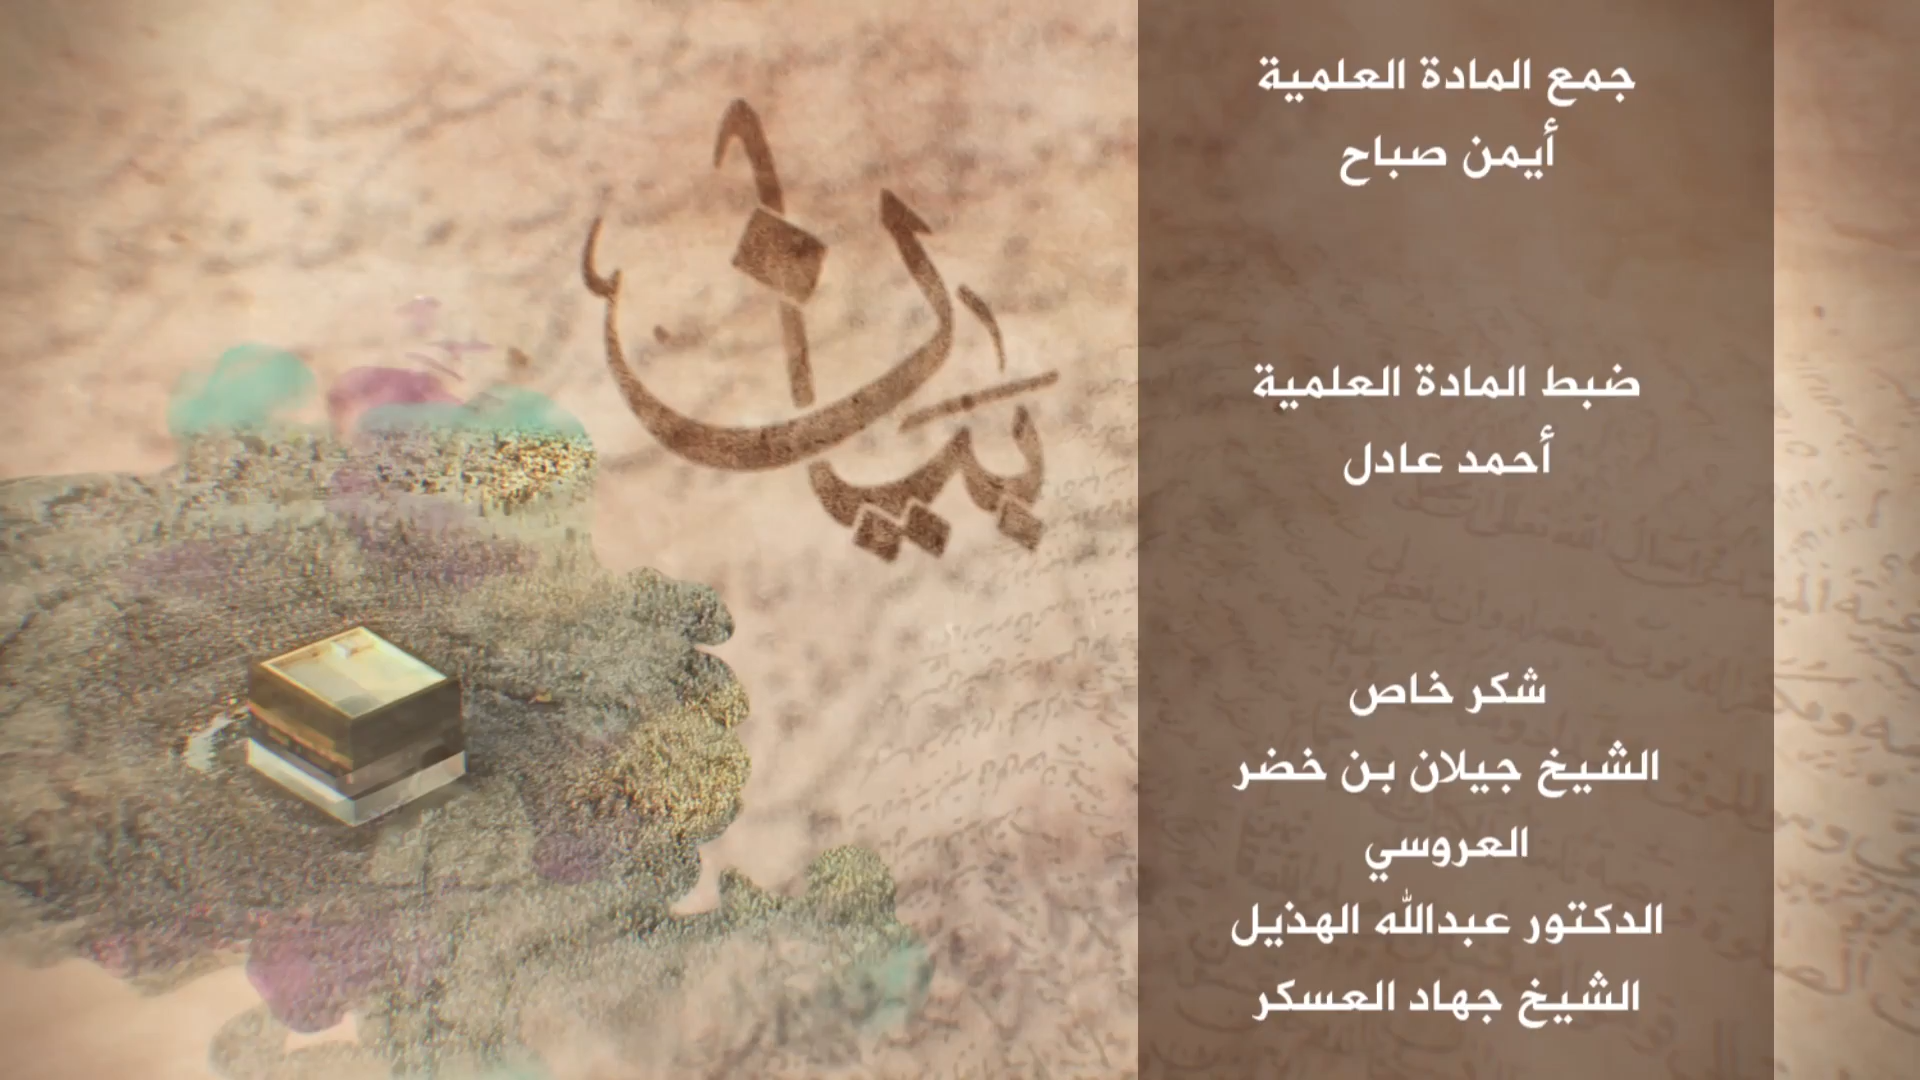 بيان
جمع المادة العلمية
أيمن صباح
ضبط المادة العلمية
أحمد عادل
شكر خاص
الشيخ جيلان بن خضر
العروسي
الدكتور عبدالله الهذيل
الشيخ جهاد العسكر